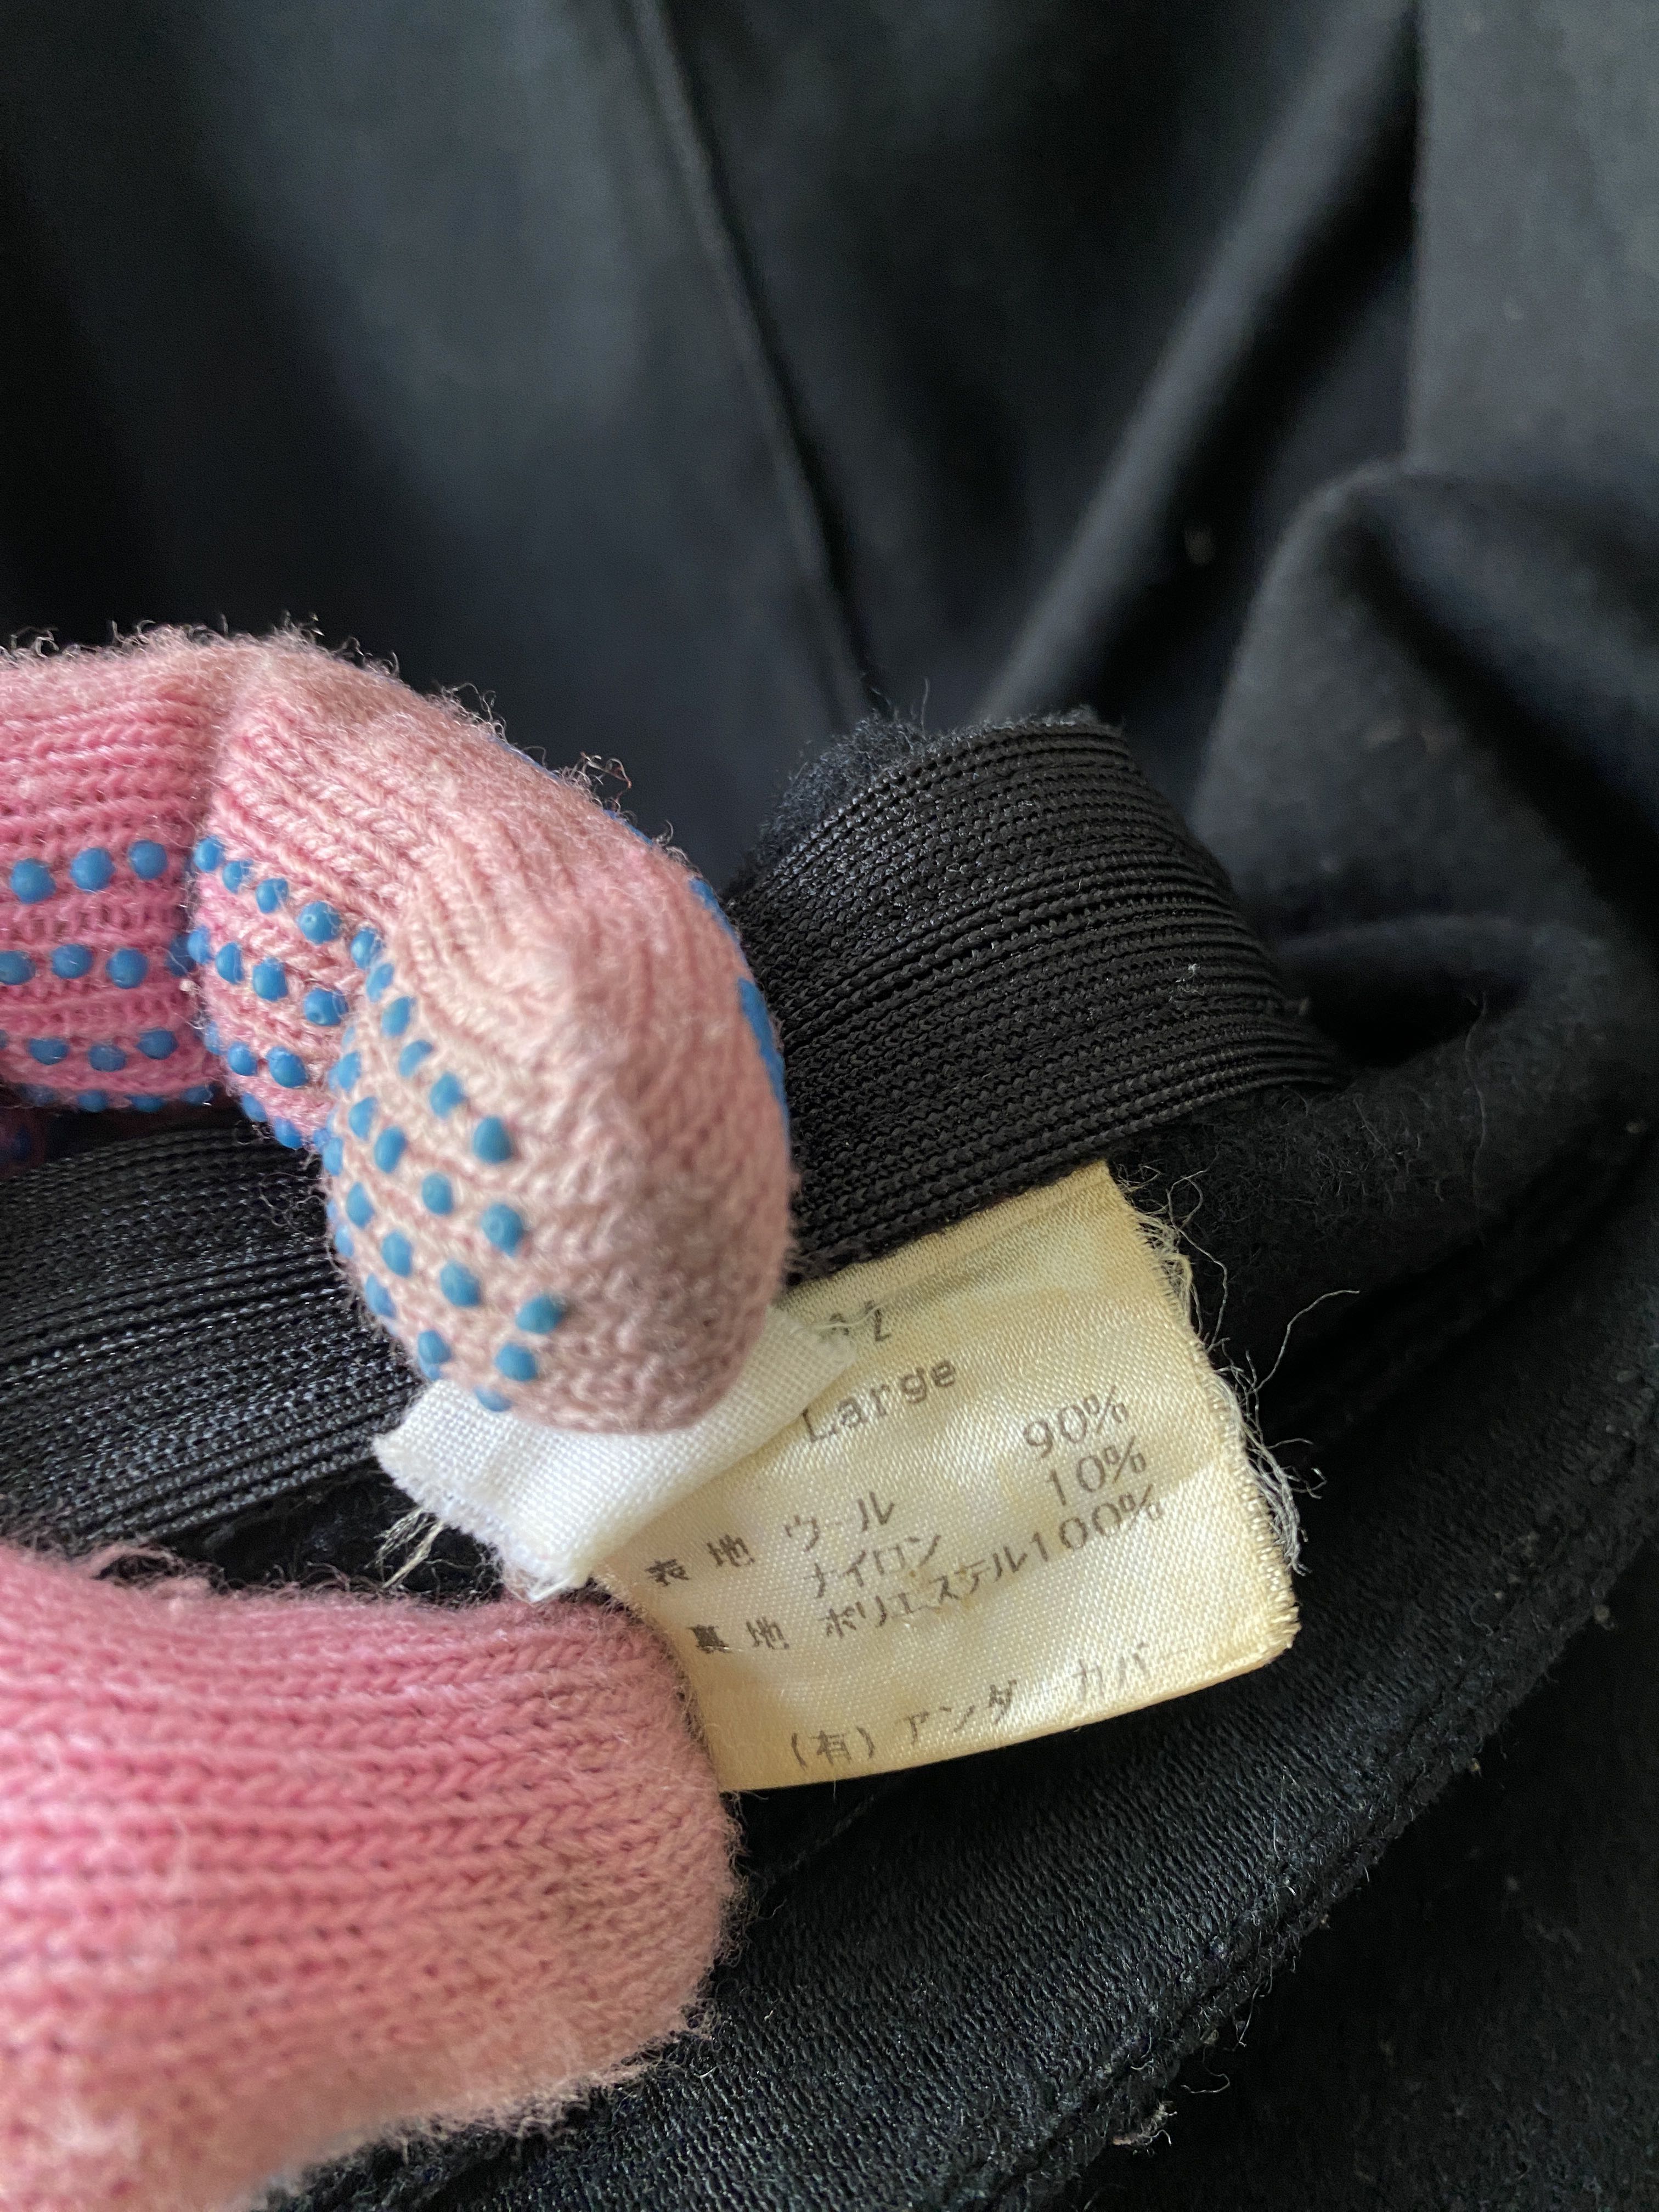 Large
表地 ウール 90%
ナイロン 10%
裏地 ポリエステル100%
(有)アンダーカバー